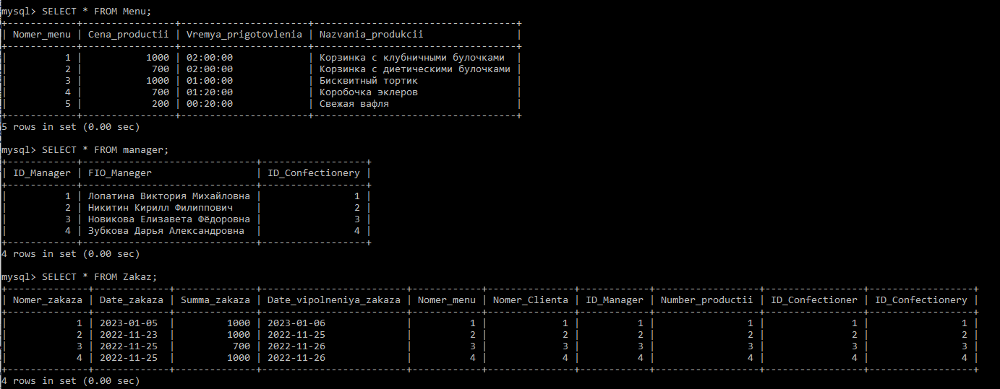 mysql> SELECT * FROM Menu;
+------------+----------------+----------------------+-----------------------------------+
| Nomer_menu | Cena_productii | Vremya_prigotovlenia | Nazvania_produkcii                |
+------------+----------------+----------------------+-----------------------------------+
|          1 |           1000 | 02:00:00             | Корзинка с клубничными булочками  |
|          2 |            700 | 02:00:00             | Корзинка с диетическими булочками |
|          3 |           1000 | 01:00:00             | Бисквитный тортик                 |
|          4 |            700 | 01:20:00             | Коробочка эклеров                 |
|          5 |            200 | 00:20:00             | Свежая вафля                      |
+------------+----------------+----------------------+-----------------------------------+
5 rows in set (0.00 sec)
mysql> SELECT * FROM manager;
+------------+------------------------------+------------------+
| ID_Manager | FIO_Maneger                  | ID_Confectionery |
+------------+------------------------------+------------------+
|          1 | Лопатина Виктория Михайловна |                1 |
|          2 | Никитин Кирилл Филиппович    |                2 |
|          3 | Новикова Елизавета Фёдоровна |                3 |
|          4 | Зубкова Дарья Александровна  |                4 |
+------------+------------------------------+------------------+
4 rows in set (0.00 sec)
mysql> SELECT * FROM Zakaz;
+--------------+-------------+--------------+------------------------+------------+---------------+------------+------------------+----------------+------------------+
| Nomer_zakaza | Date_zakaza | Summa_zakaza | Date_vipolneniya_zakaza | Nomer_menu | Nomer_Clienta | ID_Manager | Number_productii | ID_Confectioner | ID_Confectionery |
+--------------+-------------+--------------+------------------------+------------+---------------+------------+------------------+----------------+------------------+
|            1 | 2023-01-05  |         1000 | 2023-01-06              |          1 |             1 |          1 |                1 |               1 |                1 |
|            2 | 2022-11-23  |         1000 | 2022-11-25              |          2 |             2 |          2 |                2 |               2 |                2 |
|            3 | 2022-11-25  |          700 | 2022-11-26              |          3 |             3 |          3 |                3 |               3 |                3 |
|            4 | 2022-11-25  |         1000 | 2022-11-26              |          4 |             4 |          4 |                4 |               4 |                4 |
+--------------+-------------+--------------+------------------------+------------+---------------+------------+------------------+----------------+------------------+
4 rows in set (0.00 sec)